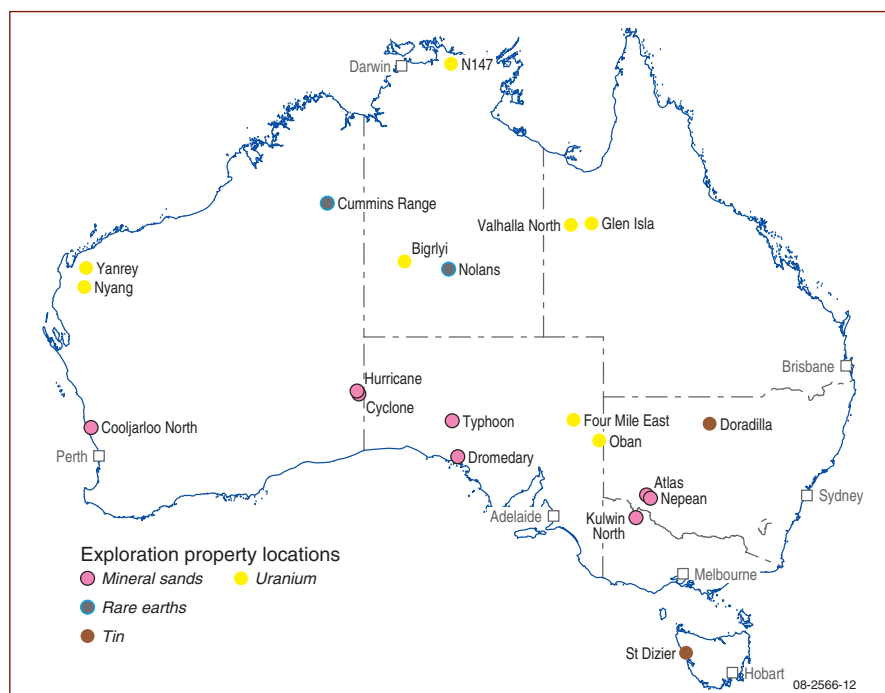 Darwin
N147
Cummins Range
Valhalla North
Glen Isla
Bigrlyi
Nolans
Yanrey
Nyang
Brisbane
Hurricane
Cyclone
Typhoon
Four Mile East
Doradilla
Cooljarloo North
Oban
Perth
Dromedary
Atlas
Nepean
Sydney
Kulwin
North
Adelaide
Exploration property locations
Mineral sands
Uranium
Melbourne
Rare earths
Tin
St Dizier
Hobart
08-2566-12